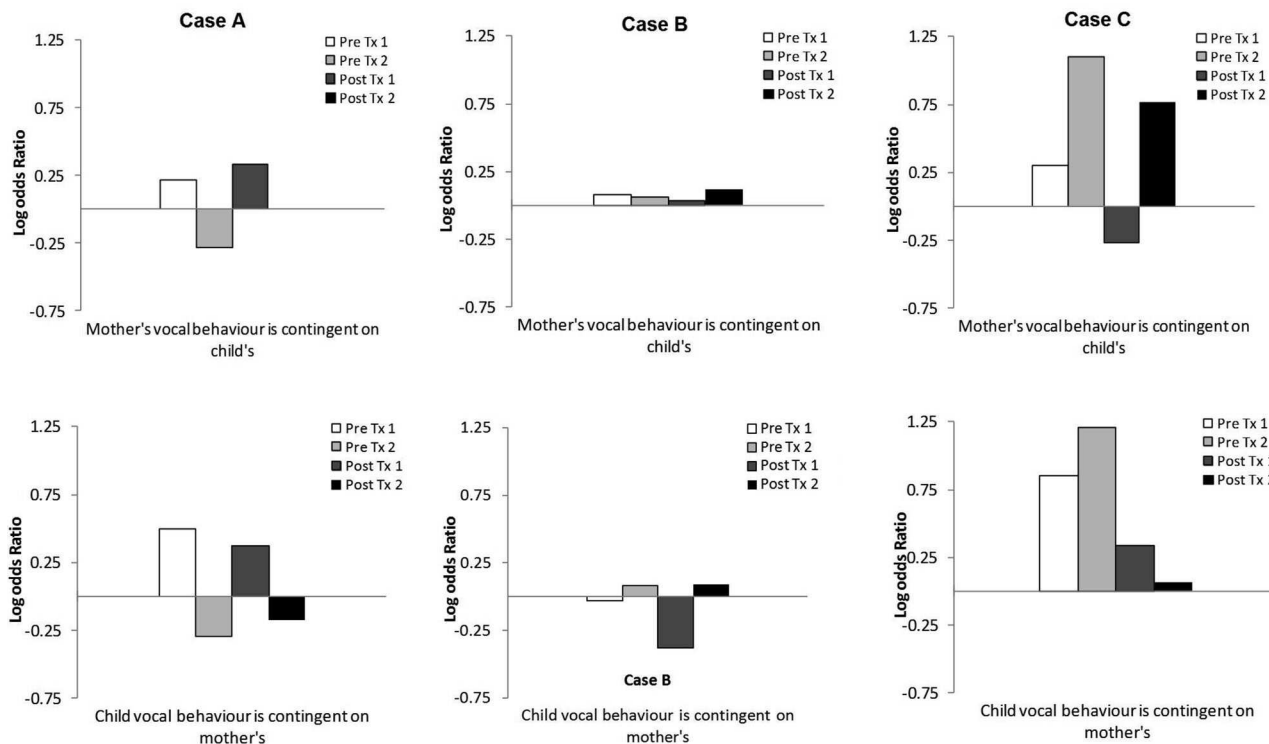 Case A
1.25
0.75
0.25
-0.25
-0.75
Log odds Ratio
Pre Tx 1
Pre Tx 2
Post Tx 1
Post Tx 2
Mother's vocal behaviour is contingent on
child's
Case B
1.25
0.75
0.25
-0.25
-0.75
Log odds Ratio
Pre Tx 1
Pre Tx 2
Post Tx 1
Post Tx 2
Mother's vocal behaviour is contingent on
child's
Case C
1.25
0.75
0.25
-0.25
-0.75
Log odds Ratio
Pre Tx 1
Pre Tx 2
Post Tx 1
Post Tx 2
Mother's vocal behaviour is contingent on
child's
1.25
0.75
0.25
-0.25
-0.75
Log odds Ratio
Pre Tx 1
Pre Tx 2
Post Tx 1
Post Tx 2
Child vocal behaviour is contingent on
mother's
1.25
0.75
0.25
-0.25
-0.75
Log odds Ratio
Pre Tx 1
Pre Tx 2
Post Tx 1
Post Tx 2
Case B
Child vocal behaviour is contingent on
mother's
1.25
0.75
0.25
-0.25
-0.75
Log odds Ratio
Pre Tx 1
Pre Tx 2
Post Tx
Post Tx
Child vocal behaviour is contingent on
mother's